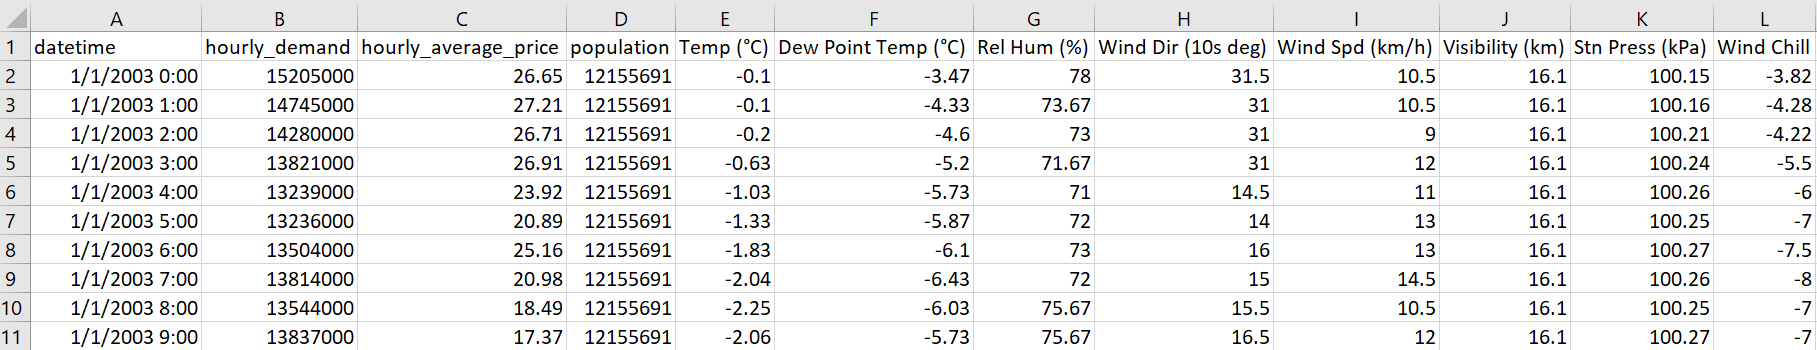 A B C D E F G H I J K L
1 datetime hourly_demand hourly_average_price population Temp (°C) Dew Point Temp (°C) Rel Hum (%) Wind Dir (10s deg) Wind Spd (km/h) Visibility (km) Stn Press (kPa) Wind Chill
2 1/1/2003 0:00 15205000 26.65 12155691 -0.1 -3.47 78 31.5 10.5 16.1 100.15 -3.82
3 1/1/2003 1:00 14745000 27.21 12155691 -0.1 -4.33 73.67 31 10.5 16.1 100.16 -4.28
4 1/1/2003 2:00 14280000 26.71 12155691 -0.2 -4.6 73 31 9 16.1 100.21 -4.22
5 1/1/2003 3:00 13821000 26.91 12155691 -0.63 -5.2 71.67 31 12 16.1 100.24 -5.5
6 1/1/2003 4:00 13239000 23.92 12155691 -1.03 -5.73 71 14.5 11 16.1 100.26 -6
7 1/1/2003 5:00 13236000 20.89 12155691 -1.33 -5.87 72 14 13 16.1 100.25 -7
8 1/1/2003 6:00 13504000 25.16 12155691 -1.83 -6.1 73 16 13 16.1 100.27 -7.5
9 1/1/2003 7:00 13814000 20.98 12155691 -2.04 -6.43 72 15 14.5 16.1 100.26 -8
10 1/1/2003 8:00 13544000 18.49 12155691 -2.25 -6.03 75.67 15.5 10.5 16.1 100.25 -7
11 1/1/2003 9:00 13837000 17.37 12155691 -2.06 -5.73 75.67 16.5 12 16.1 100.27 -7